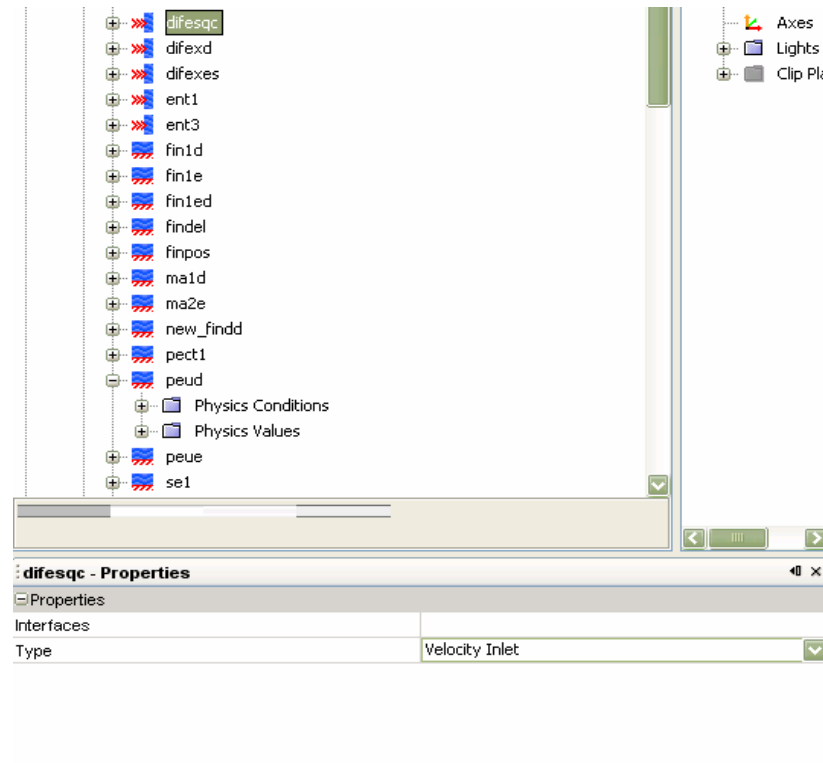 difesqc
difexd
difexes
ent1
ent3
fin1d
fin1e
fin1ed
findel
finpos
ma1d
ma2e
new_findd
pect1
peud
Physics Conditions
Physics Values
peue
se1
Axes
Lights
Clip Pla
difesqc - Properties
Properties
Interfaces
Type Velocity Inlet